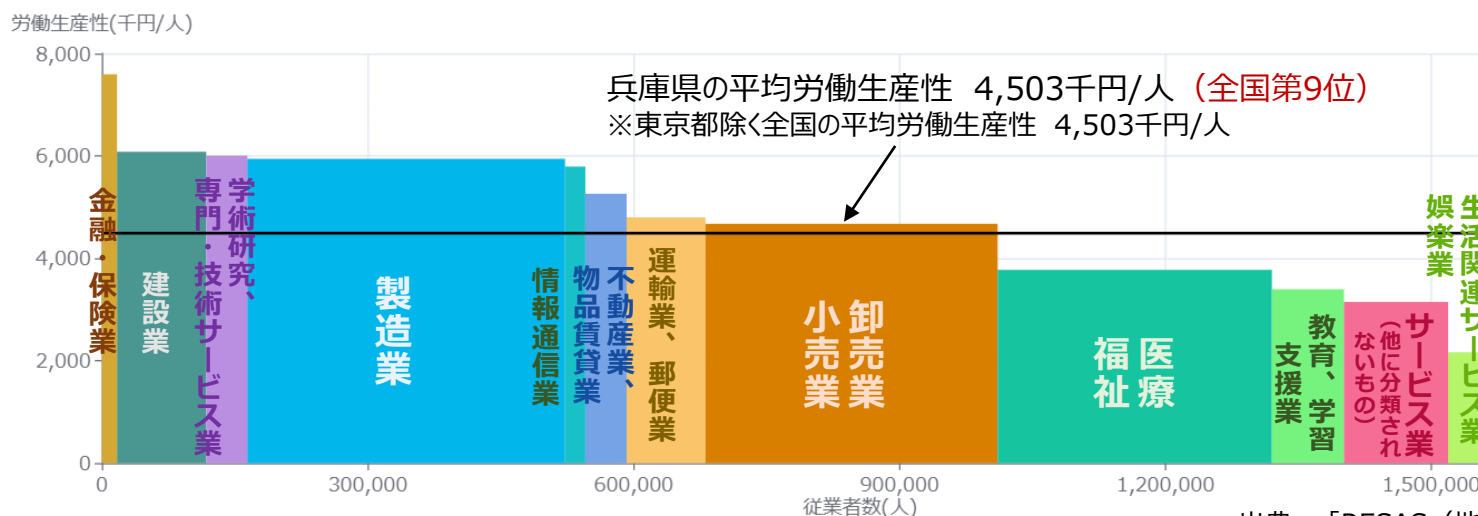 労働生産性(千円/人)
8,000
6,000
4,000
2,000
0
兵庫県の平均労働生産性 4,503千円/人（全国第9位）
※東京都除く全国の平均労働生産性 4,503千円/人
金融・保険業
建設業
学術研究、
専門・技術サービス業
製造業
情報通信業
不動産業、
物品賃貸業
運輸業、郵便業
卸売業
小売業
医療
福祉
教育、学習
支援業
サービス業
(他に分類され
ないもの)
生活関連サービス業
娯楽業
0
300,000
600,000
900,000
1,200,000
1,500,000
従業者数(人)